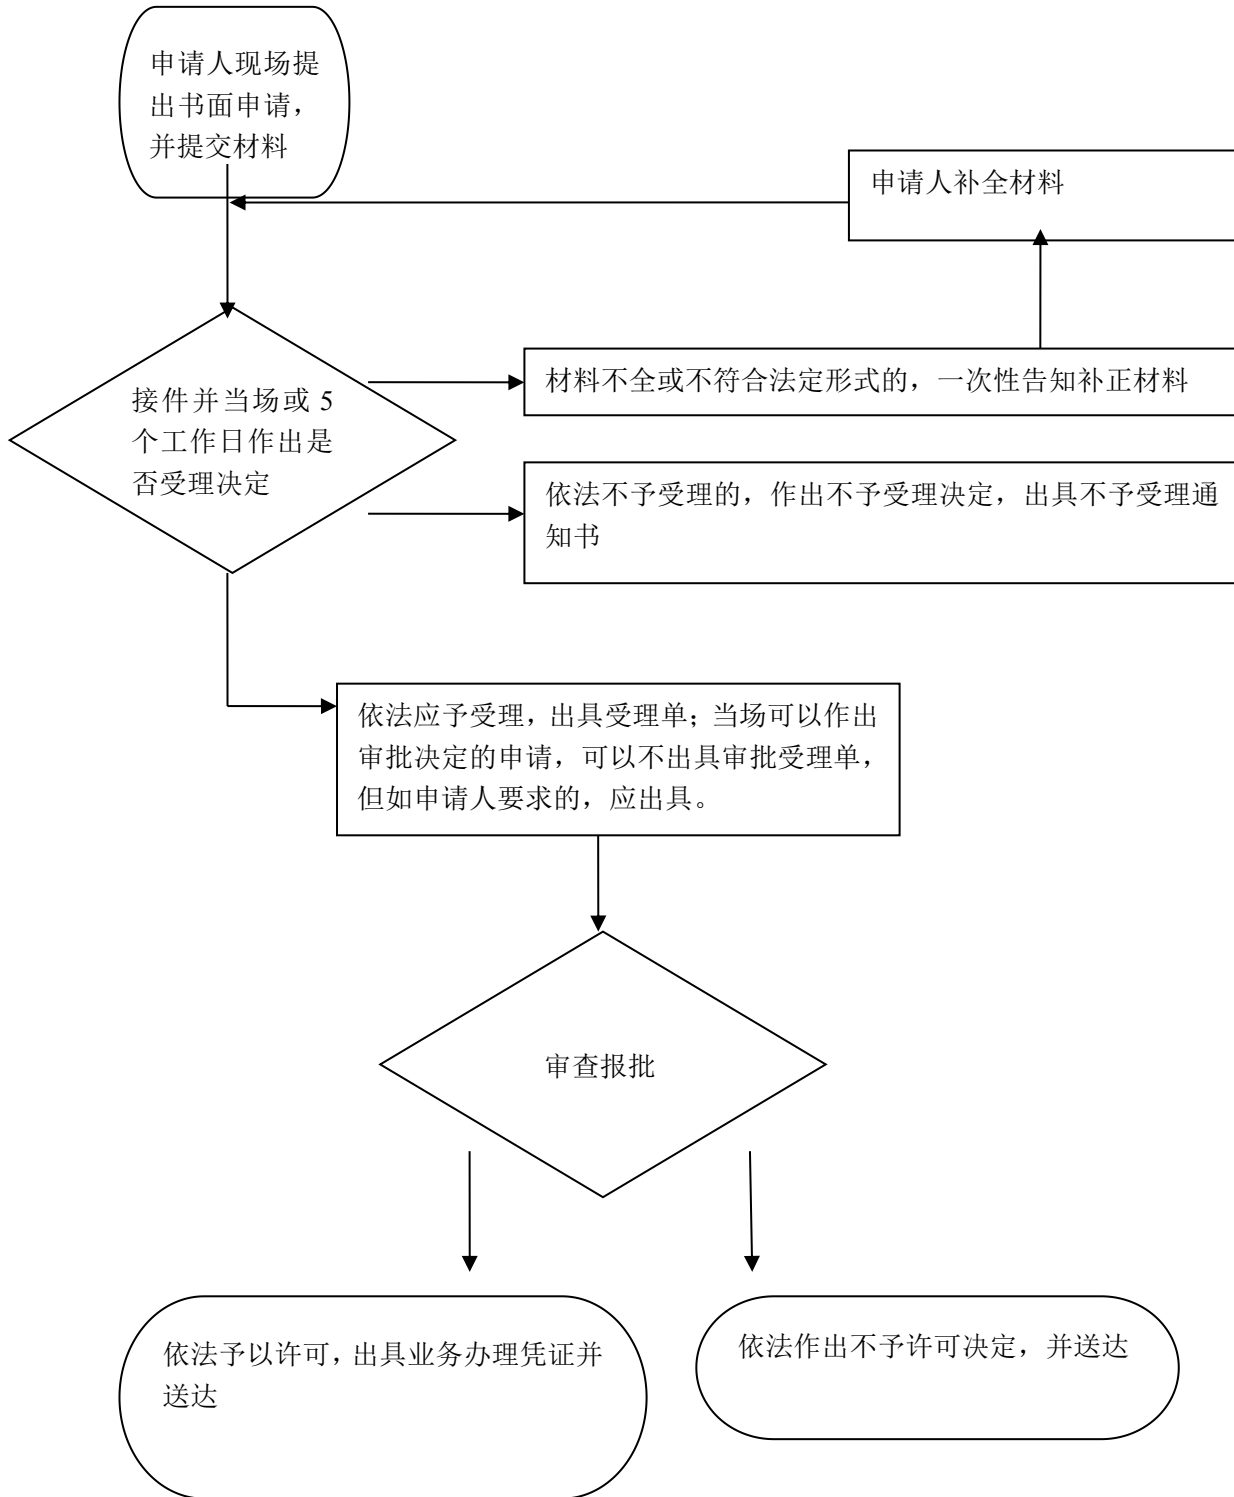 申请人现场提
出书面申请，
并提交材料
申请人补全材料
接件并当场或 5
个工作日作出是
否受理决定
材料不全或不符合法定形式的，一次性告知补正材料
依法不予受理的，作出不予受理决定，出具不予受理通
知书
依法应予受理，出具受理单；当场可以作出
审批决定的申请，可以不出具审批受理单，
但如申请人要求的，应出具。
审查报批
依法予以许可，出具业务办理凭证并
送达
依法作出不予许可决定，并送达